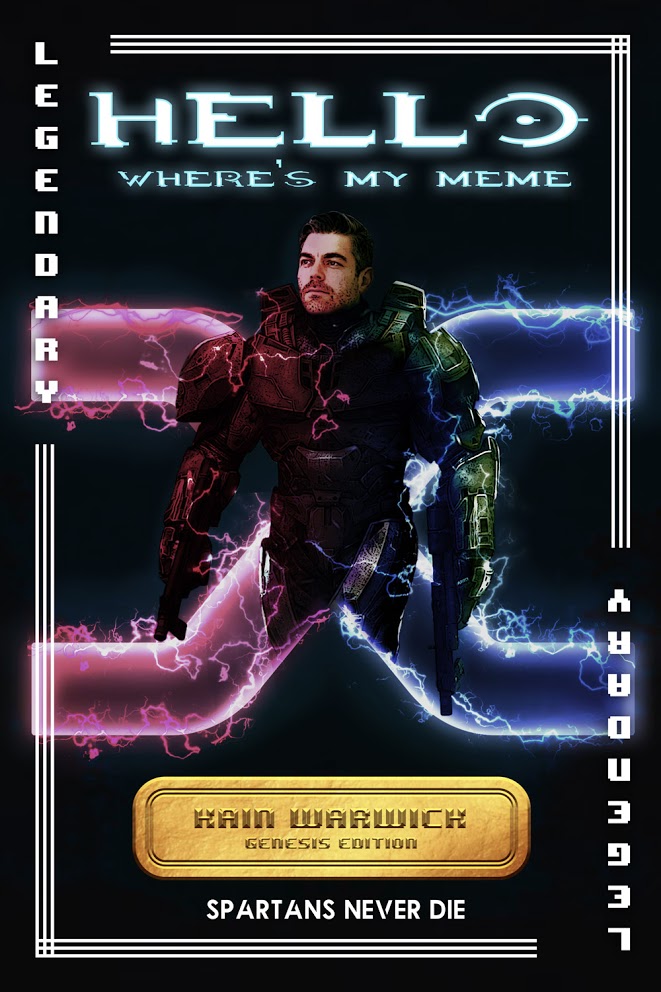 LEGENDARY
HELLO
WHERE'S MY MEME
KAIN WARWICK
GENESIS EDITION
SPARTANS NEVER DIE
LEGENDARY